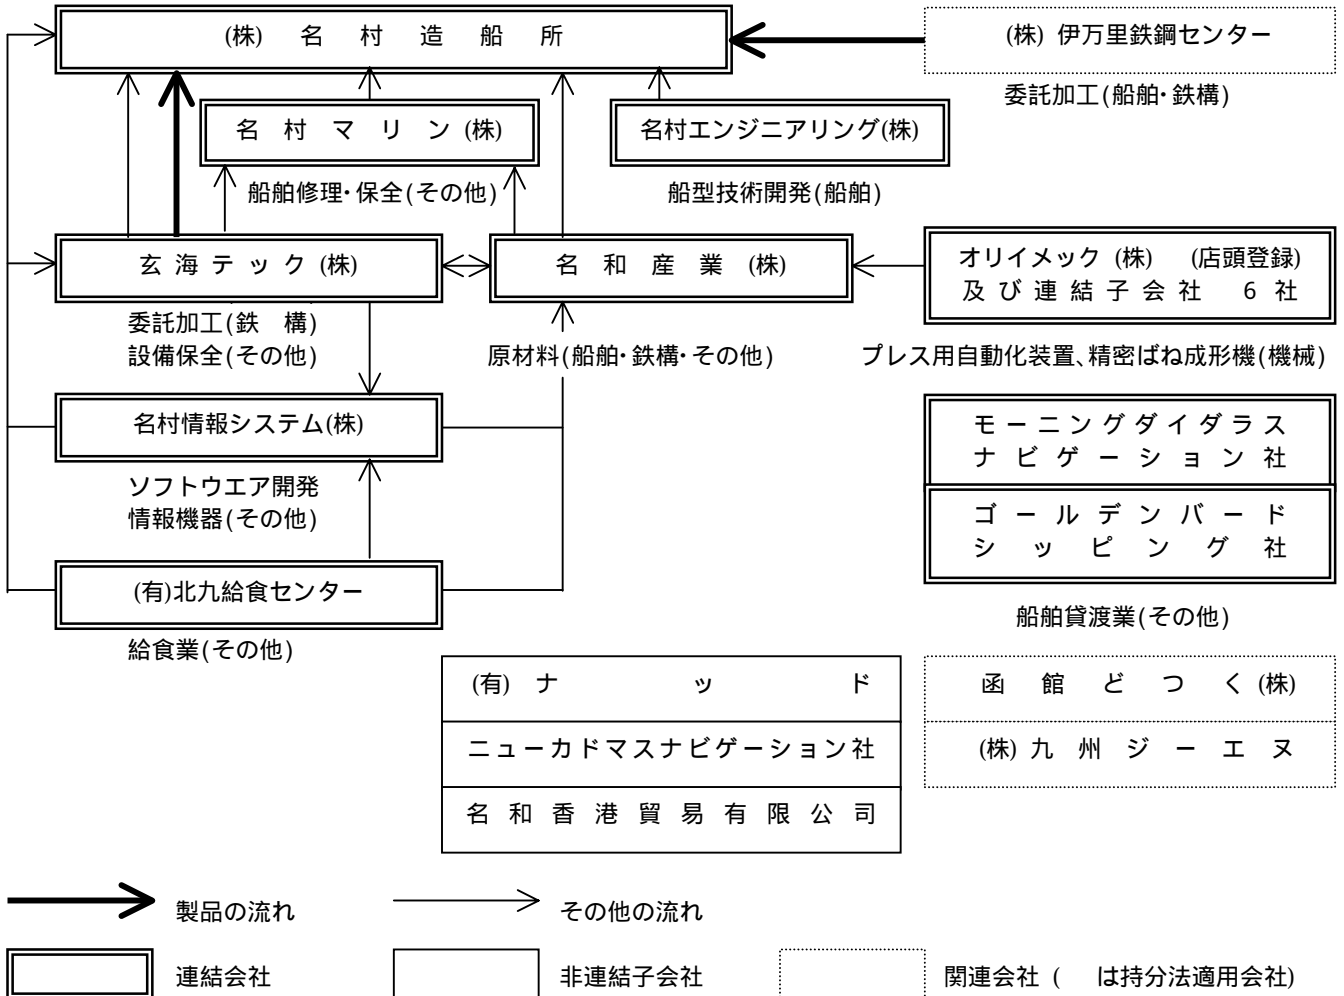 (株) 名村造船所
(株) 伊万里鉄鋼センター
委託加工(船舶・鉄構)
名村マリン(株)
名村エンジニアリング(株)
船舶修理・保全(その他)
船型技術開発(船舶)
玄海テック(株)
名和産業(株)
オリイメック(株) (店頭登録)
及び連結子会社 6社
委託加工(鉄 構)
設備保全(その他)
原材料(船舶・鉄構・その他)
プレス用自動化装置、精密ばね成形機(機械)
名村情報システム(株)
モーニングダイダラス
ナビゲーション社
ソフトウエア開発
情報機器(その他)
ゴールデンバード
シッピング社
(有)北九給食センター
船舶貸渡業(その他)
給食業(その他)
(有) ナッド
函館どつく(株)
ニューカドマスナビゲーション社
(株) 九州ジーエヌ
名和香港貿易有限公司
製品の流れ
その他の流れ
連結会社
非連結子会社
関連会社 ( は持分法適用会社)